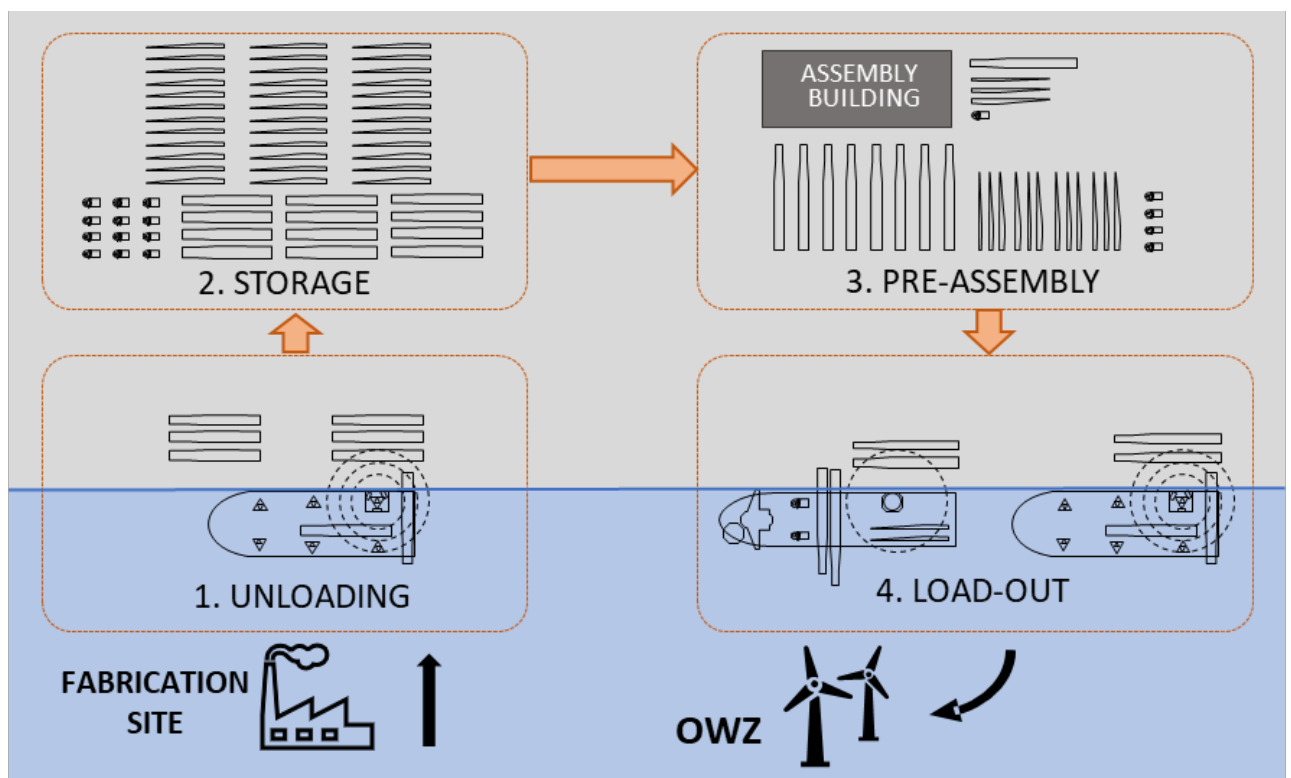 ASSEMBLY
BUILDING
2. STORAGE
3. PRE-ASSEMBLY
1. UNLOADING
4. LOAD-OUT
FABRICATION
SITE
OWZ